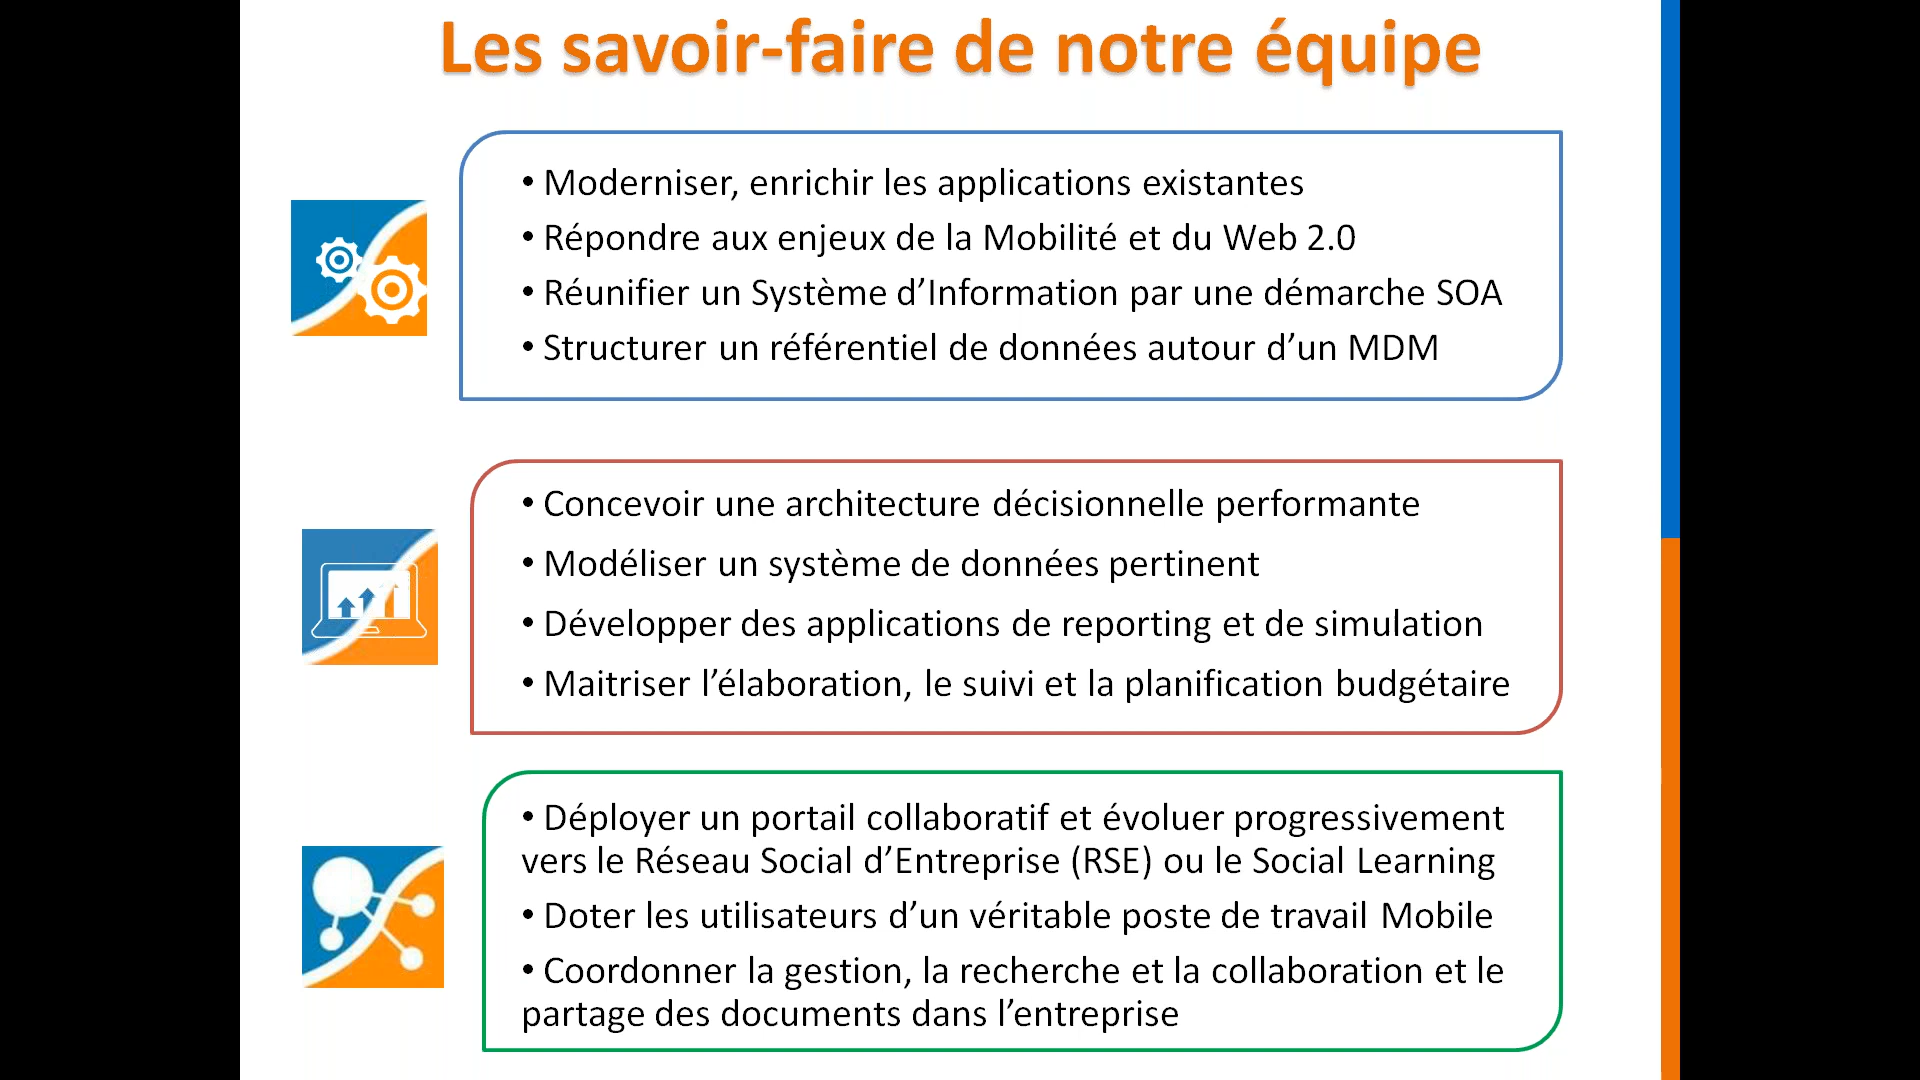 Les savoir-faire de notre équipe
• Moderniser, enrichir les applications existantes
• Répondre aux enjeux de la Mobilité et du Web 2.0
• Réunifier un Système d’Information par une démarche SOA
• Structurer un référentiel de données autour d’un MDM
• Concevoir une architecture décisionnelle performante
• Modéliser un système de données pertinent
• Développer des applications de reporting et de simulation
• Maitriser l’élaboration, le suivi et la planification budgétaire
• Déployer un portail collaboratif et évoluer progressivement
vers le Réseau Social d’Entreprise (RSE) ou le Social Learning
• Doter les utilisateurs d’un véritable poste de travail Mobile
• Coordonner la gestion, la recherche et la collaboration et le
partage des documents dans l’entreprise